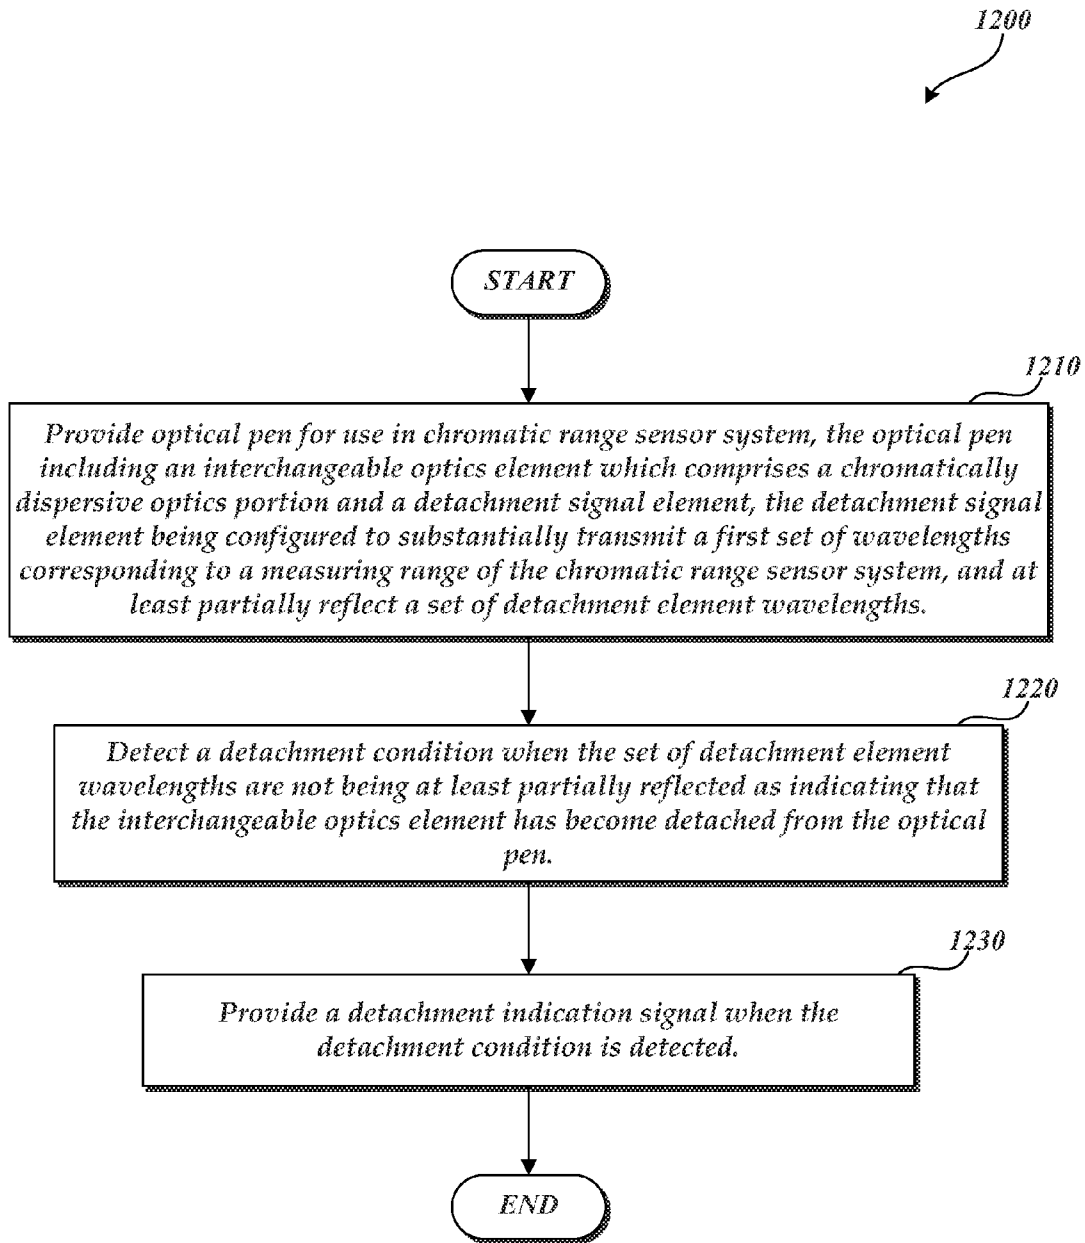 1200
START
1210
Provide optical pen for use in chromatic range sensor system, the optical pen
including an interchangeable optics element which comprises a chromatically
dispersive optics portion and a detachment signal element, the detachment signal
element being configured to substantially transmit a first set of wavelengths
corresponding to a measuring range of the chromatic range sensor system, and at
least partially reflect a set of detachment element wavelengths.
1220
Detect a detachment condition when the set of detachment element
wavelengths are not being at least partially reflected as indicating that
the interchangeable optics element has become detached from the optical
pen.
1230
Provide a detachment indication signal when the
detachment condition is detected.
END